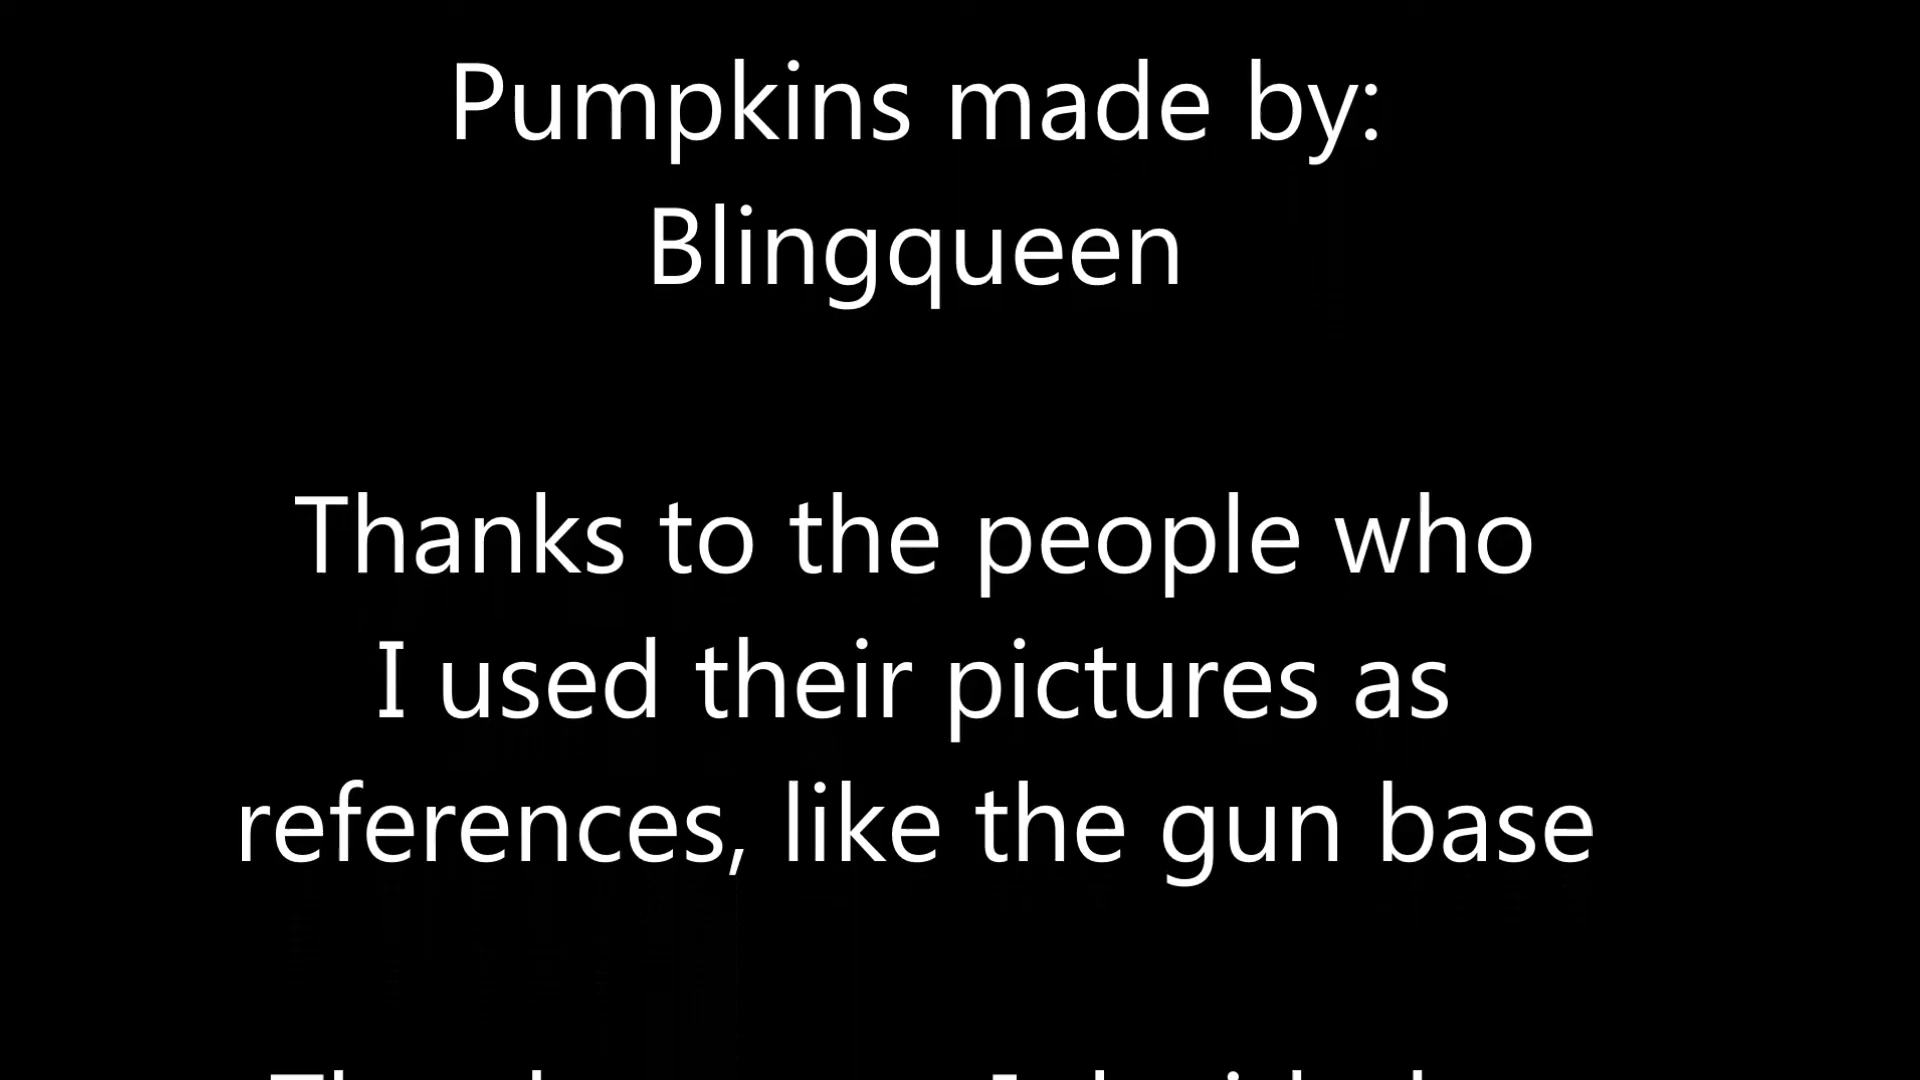 Pumpkins made by:
Blingqueen
Thanks to the people who
I used their pictures as
references, like the gun base